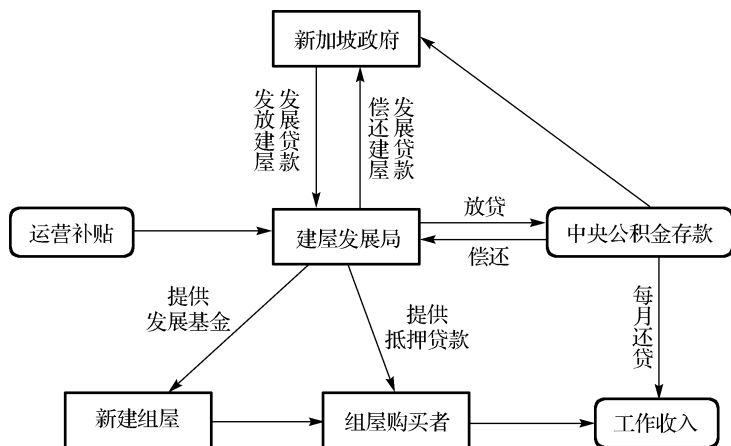 新加坡政府
发放建屋
发展贷款
偿还建屋
发展贷款
运营补贴
建屋发展局
放贷
偿还
中央公积金存款
提供
发展基金
提供
抵押贷款
每月还贷
新建组屋
组屋购买者
工作收入